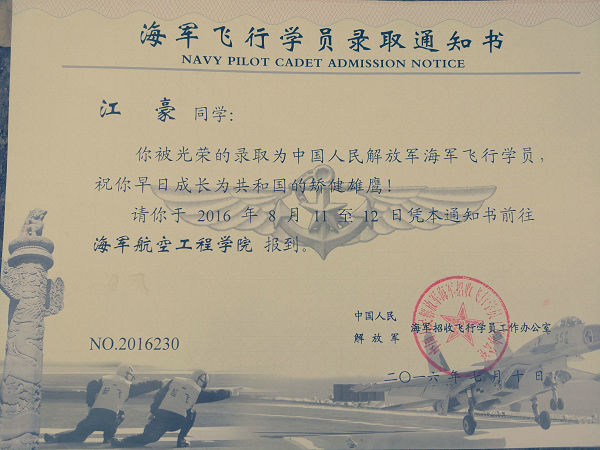 海军飞行学员录取通知书
NAVY PILOT CADET ADMISSION NOTICE
江 豪 同学:
你被光荣的录取为中国人民解放军海军飞行学员,
祝你早日成长为共和国的矫健雄鹰!
请你于 2016 年 8 月 11 至 12 日凭本通知书前往
海军航空工程学院 报到。
中国人民
解放军 海军招收飞行学员工作办公室
NO.2016230
二〇一六年七月十日
552